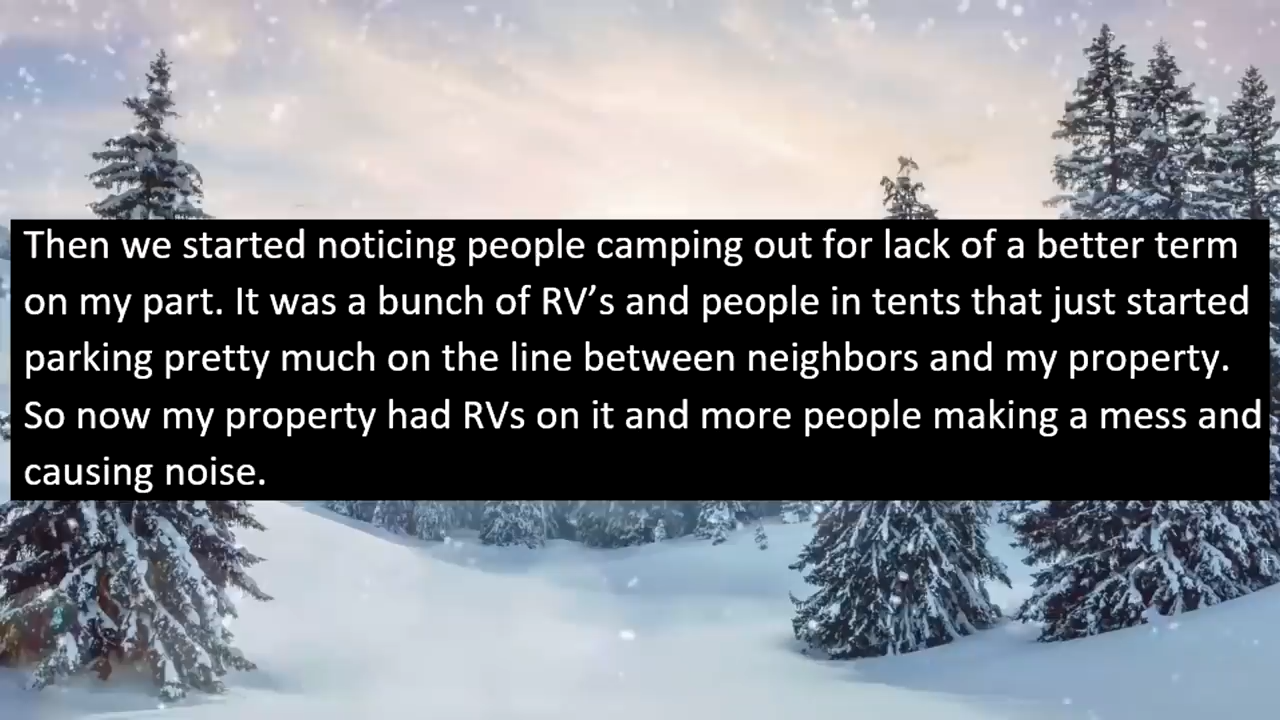 Then we started noticing people camping out for lack of a better term
on my part. It was a bunch of RV’s and people in tents that just started
parking pretty much on the line between neighbors and my property.
So now my property had RVs on it and more people making a mess and
causing noise.